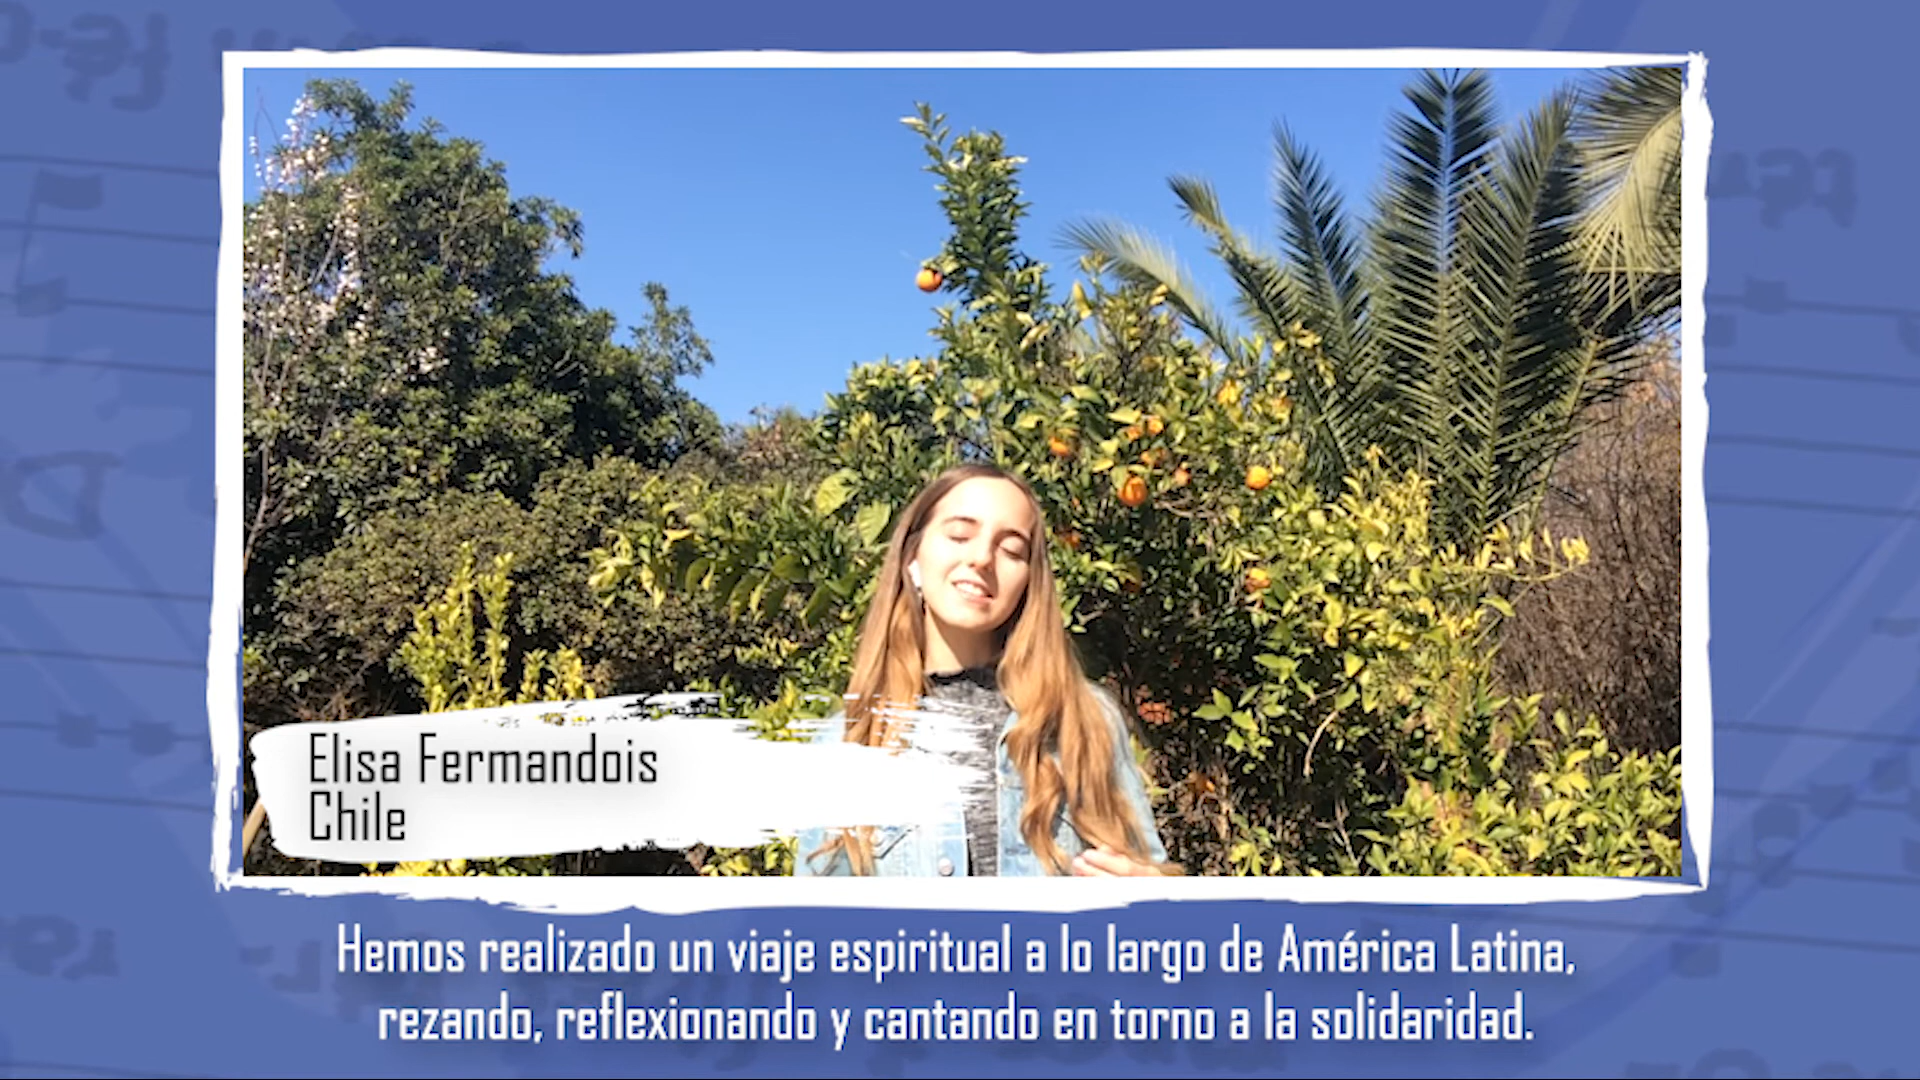 Elisa Fermandois
Chile
Hemos realizado un viaje espiritual a lo largo de América Latina,
rezando, reflexionando y cantando en torno a la solidaridad.